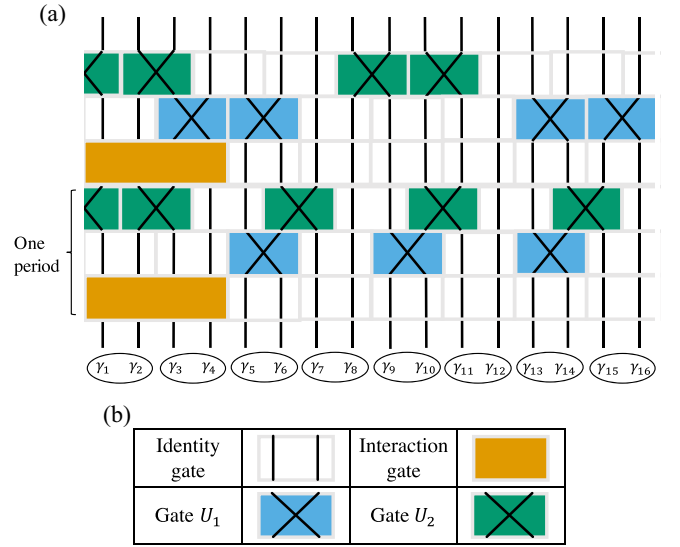 (a)
One
period
γ₁ γ₂ γ₃ γ₄ γ₅ γ₆ γ₇ γ₈ γ₉ γ₁₀ γ₁₁ γ₁₂ γ₁₃ γ₁₄ γ₁₅ γ₁₆
(b)
Identity
gate
Interaction
gate
Gate U₁
Gate U₂